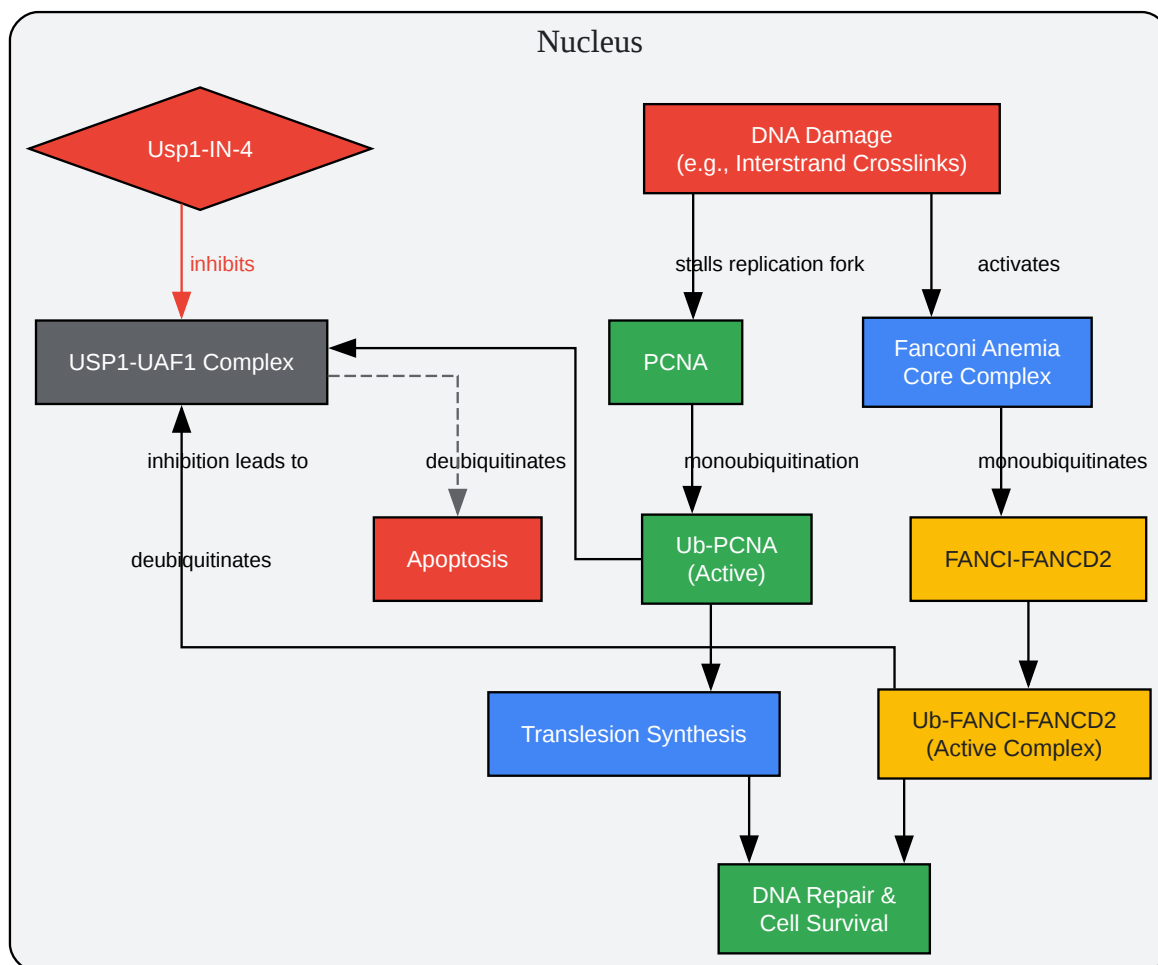 Nucleus
Usp1-IN-4
DNA Damage
(e.g., Interstrand Crosslinks)
inhibits
stalls replication fork
activates
USP1-UAF1 Complex
PCNA
Fanconi Anemia
Core Complex
inhibition leads to
deubiquitinates
monoubiquitination
monoubiquitinates
deubiquitinates
Apoptosis
Ub-PCNA
(Active)
FANCI-FANCD2
Translesion Synthesis
Ub-FANCI-FANCD2
(Active Complex)
DNA Repair &
Cell Survival